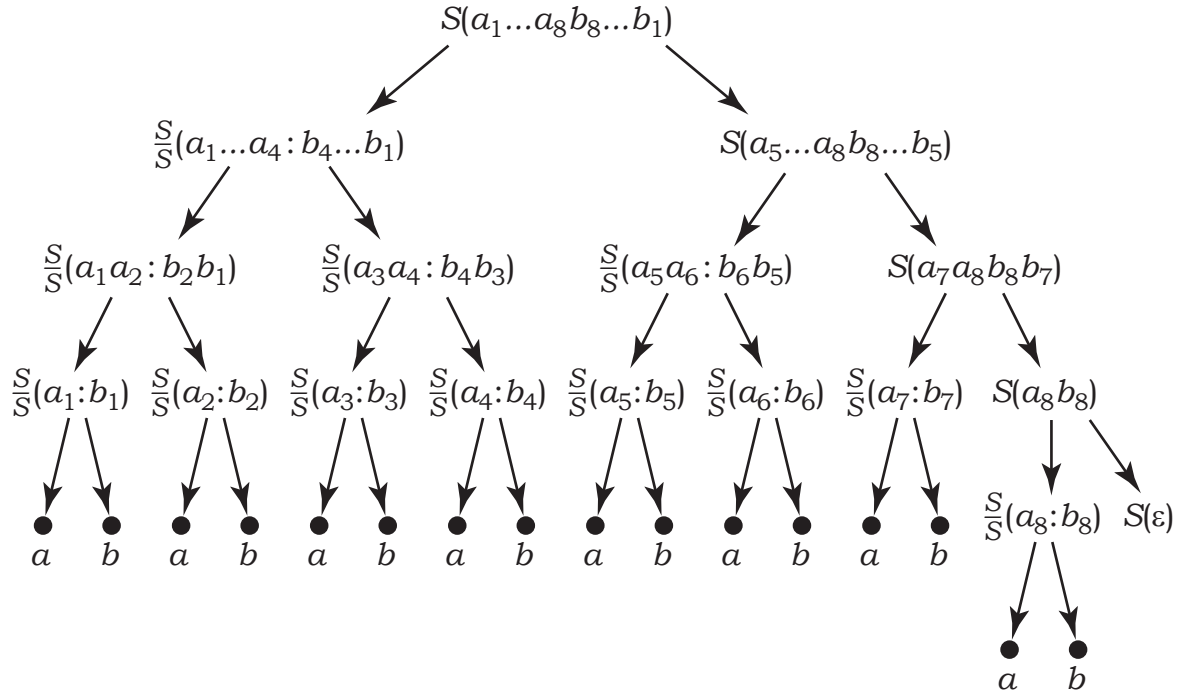 S(a₁...a₈b₈...b₁)
S/S(a₁...a₄:b₄...b₁) S(a₅...a₈b₈...b₅)
S/S(a₁a₂:b₂b₁) S/S(a₃a₄:b₄b₃) S/S(a₅a₆:b₆b₅) S(a₇a₈b₈b₇)
S/S(a₁:b₁) S/S(a₂:b₂) S/S(a₃:b₃) S/S(a₄:b₄) S/S(a₅:b₅) S/S(a₆:b₆) S/S(a₇:b₇) S(a₈b₈)
S/S(a₈:b₈) S(ε)
a b a b a b a b a b a b a b
a b